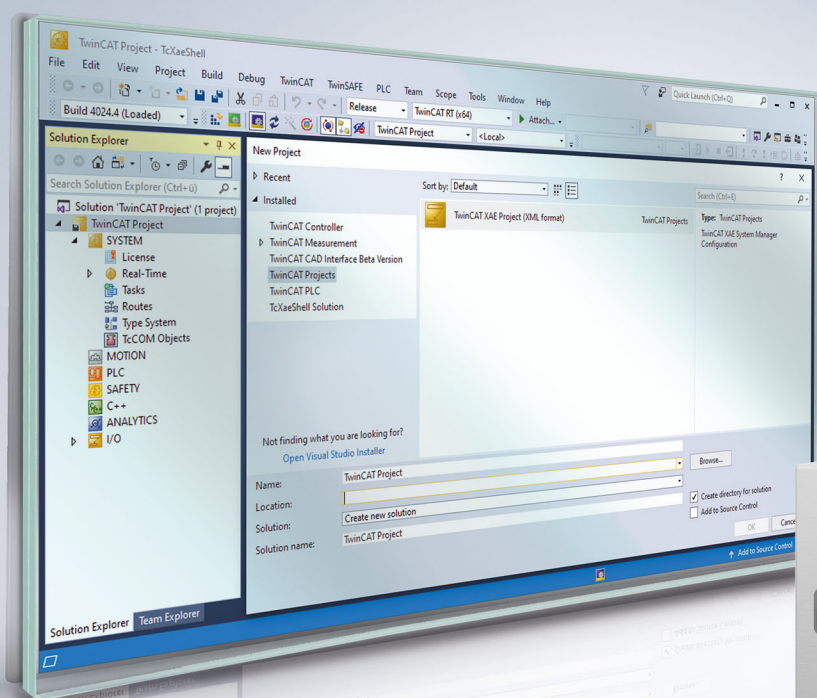 TwinCAT Project - TcXaeShell
Quick Launch (Ctrl+Q)
File Edit View Project Build Debug TwinCAT TwinSAFE PLC Team Scope Tools Window Help
Release TwinCAT RT (x64) Attach...
Build 4024.4 (Loaded) TwinCAT Project <Local>
Solution Explorer
Search Solution Explorer (Ctrl+ü)
Solution 'TwinCAT Project' (1 project)
TwinCAT Project
SYSTEM
License
Real-Time
Tasks
Routes
Type System
TcCOM Objects
MOTION
PLC
SAFETY
C++
ANALYTICS
I/O
Solution Explorer Team Explorer
New Project
? X
Recent
Installed
TwinCAT Controller
TwinCAT Measurement
TwinCAT CAD Interface Beta Version
TwinCAT Projects
TwinCAT PLC
TcXaeShell Solution
Not finding what you are looking for?
Open Visual Studio Installer
Sort by: Default
TwinCAT XAE Project (XML format) TwinCAT Projects
Search (Ctrl+E)
Type: TwinCAT Projects
TwinCAT XAE System Manager
Configuration
Name: TwinCAT Project
Location:
Browse...
Solution: Create new solution
Solution name: TwinCAT Project
Create directory for solution
Add to Source Control
OK Cance
Add to Source Control